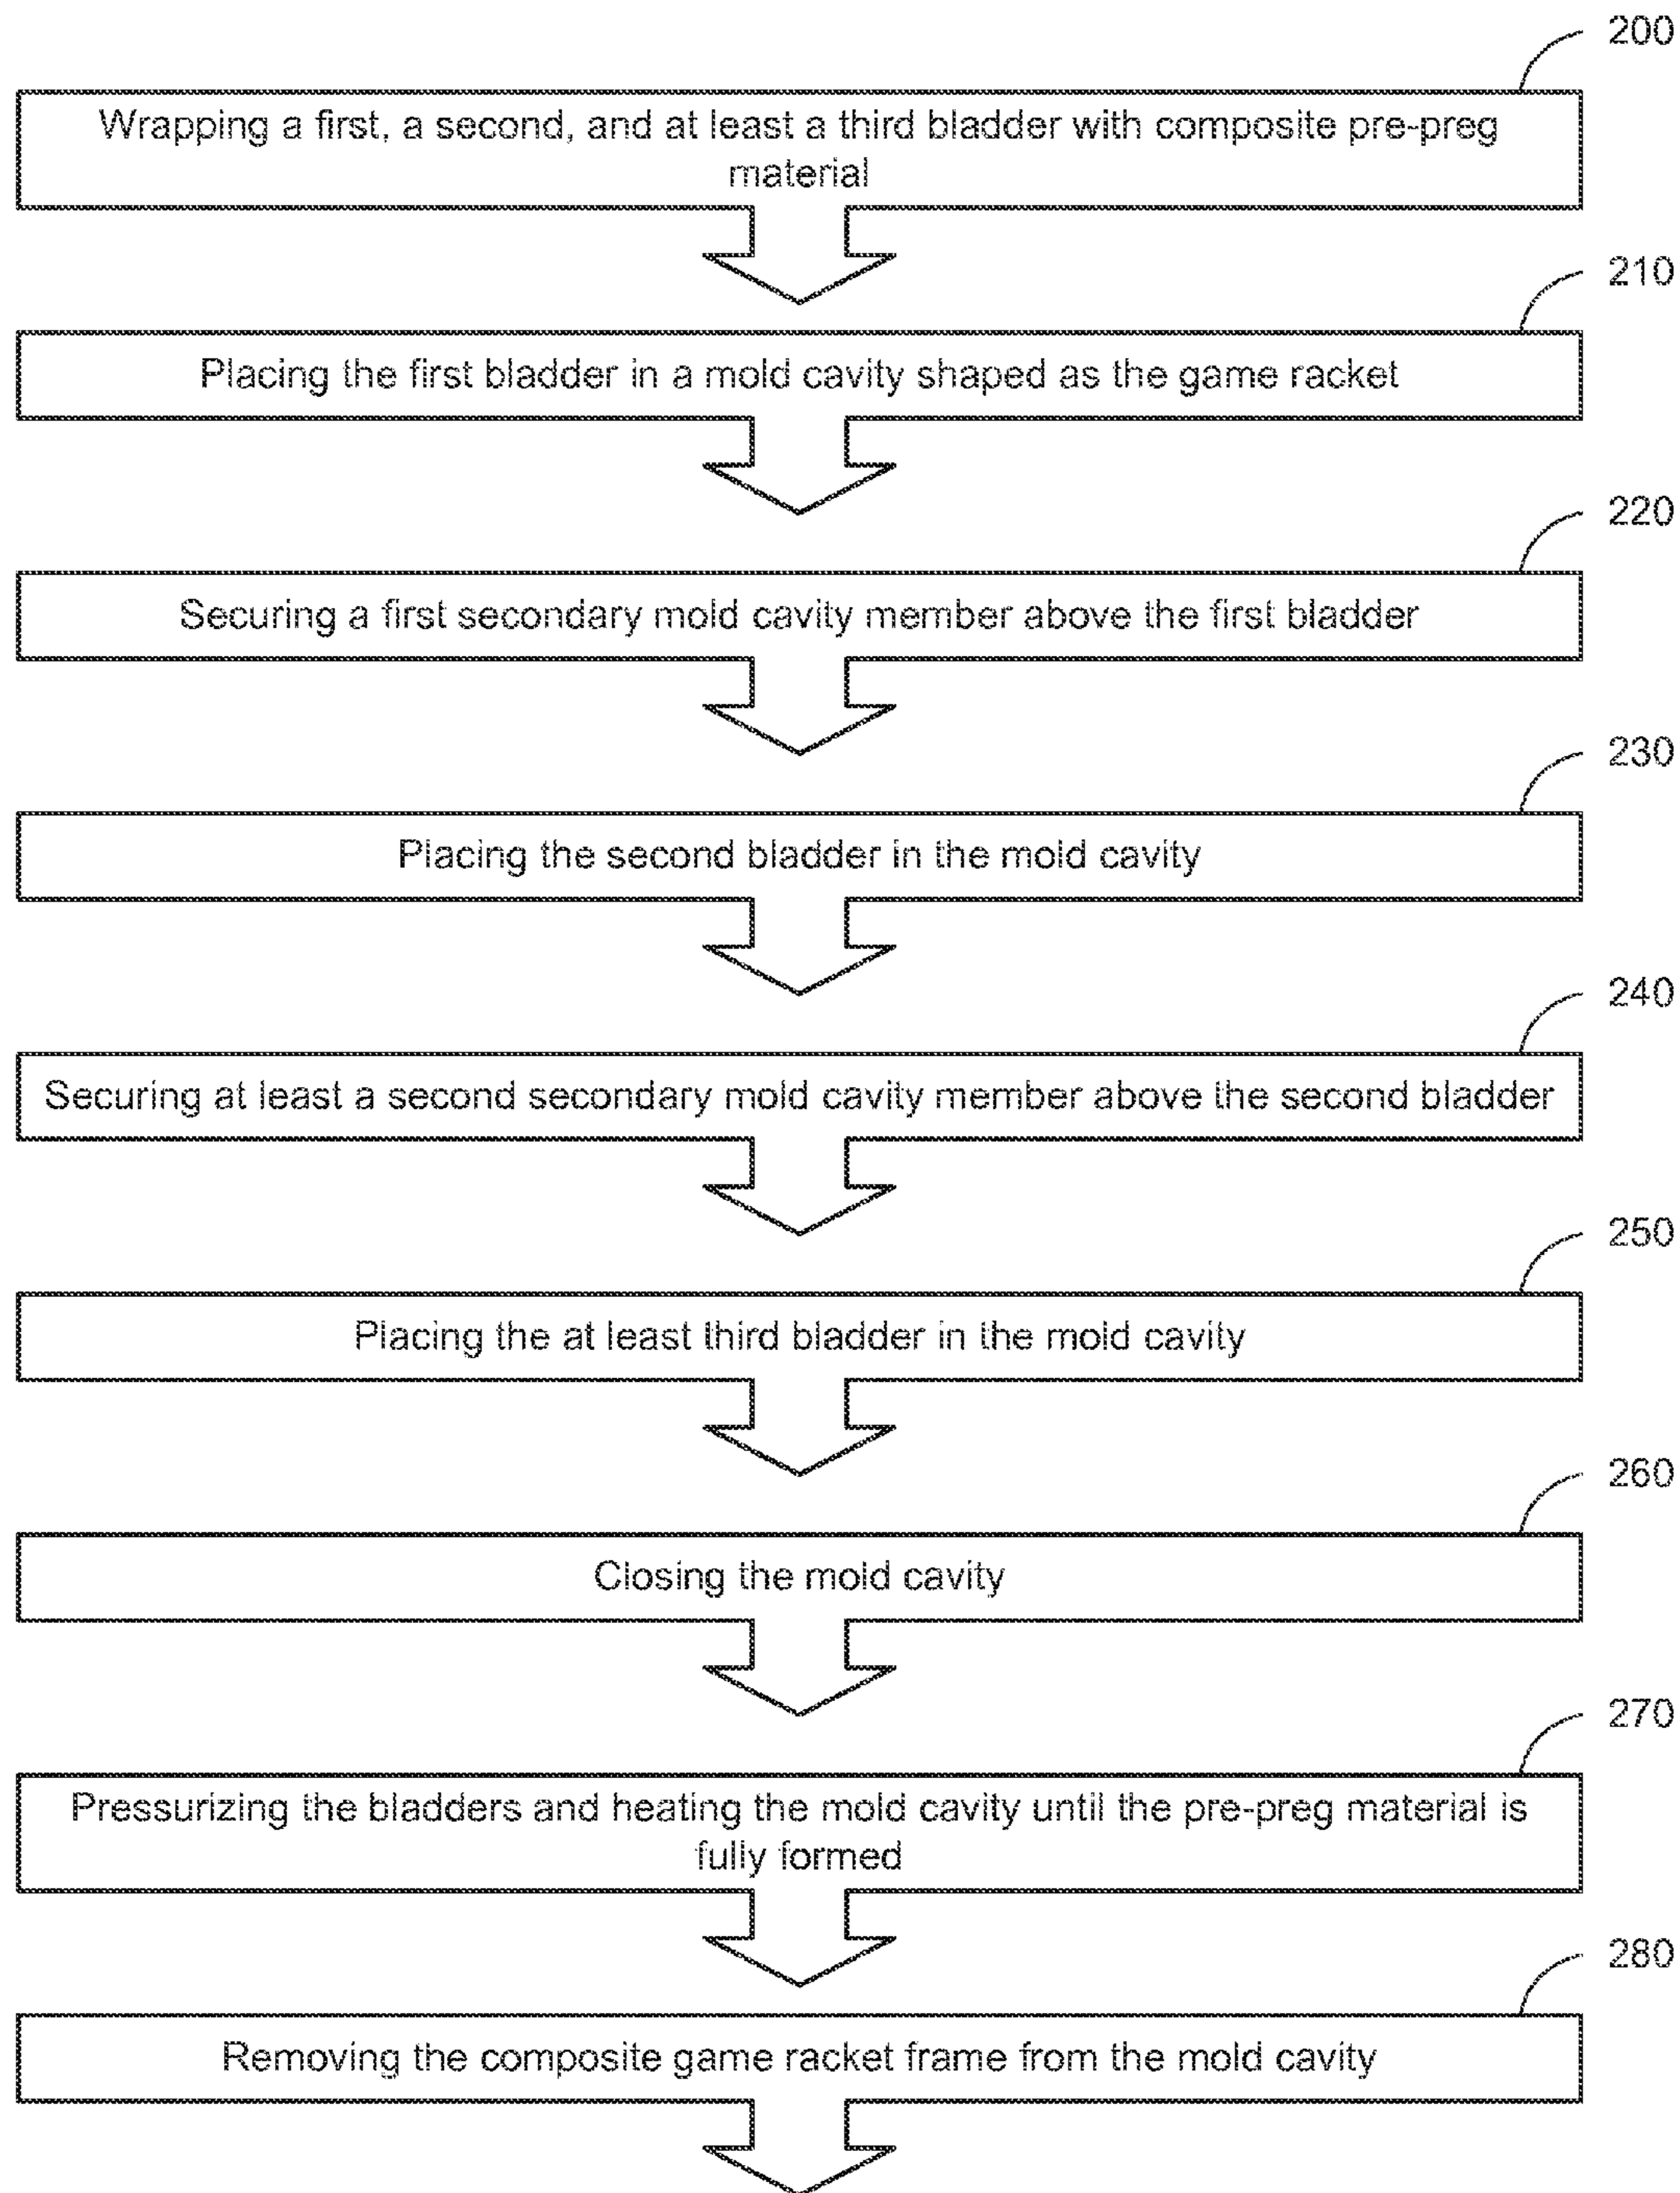 200
Wrapping a first, a second, and at least a third bladder with composite pre-preg
material
210
Placing the first bladder in a mold cavity shaped as the game racket
220
Securing a first secondary mold cavity member above the first bladder
230
Placing the second bladder in the mold cavity
240
Securing at least a second secondary mold cavity member above the second bladder
250
Placing the at least third bladder in the mold cavity
260
Closing the mold cavity
270
Pressurizing the bladders and heating the mold cavity until the pre-preg material is
fully formed
280
Removing the composite game racket frame from the mold cavity